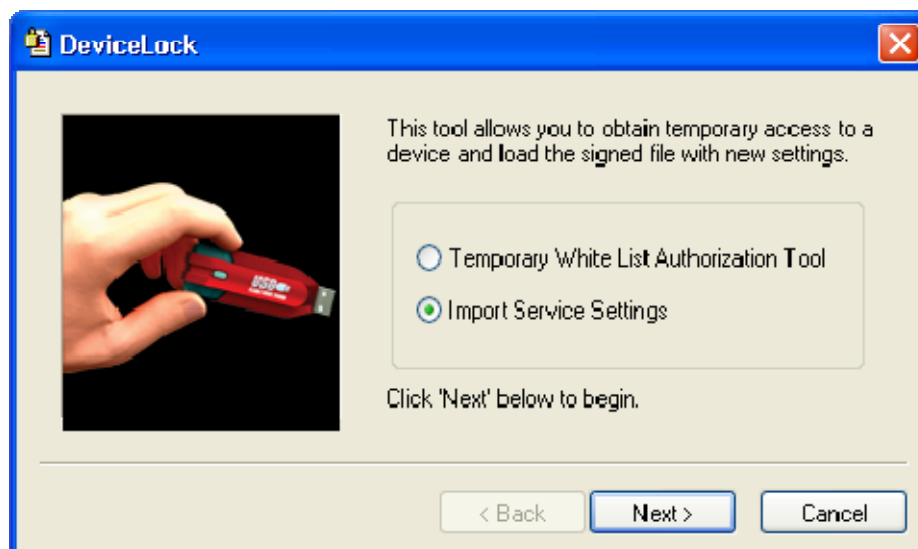 DeviceLock
This tool allows you to obtain temporary access to a
device and load the signed file with new settings.
Temporary White List Authorization Tool
Import Service Settings
Click 'Next' below to begin.
USB
< Back
Next >
Cancel